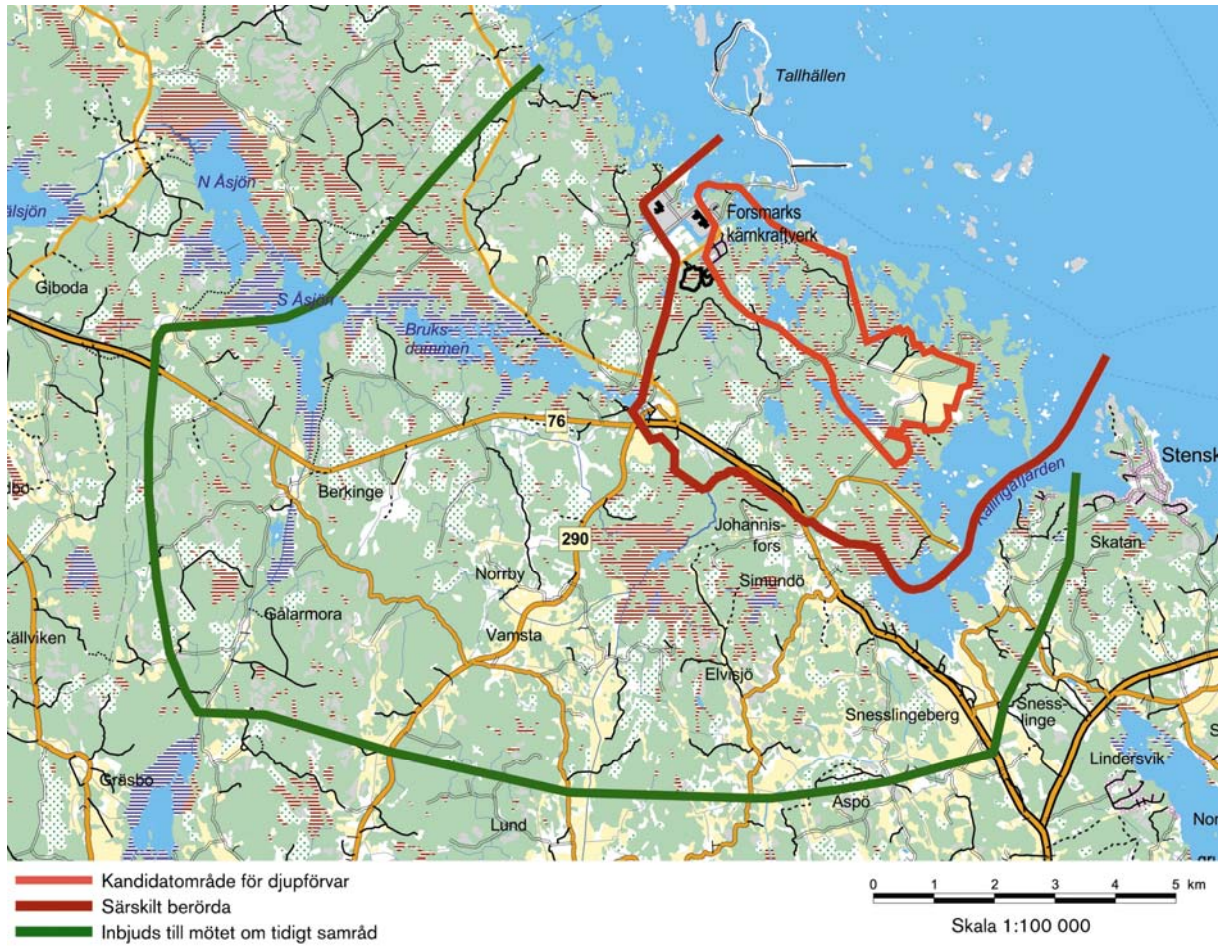 Tallhällen
N Åsjön
älsjön
Forsmarks
kärnkraftverk
Giboda
S Åsjön
Bruks-
dammen
76
Kallrigafjärden
Stensk
Berkinge
290
Johannis-
fors
Skatan
Norrby
Simundö
Gålarmora
Källviken
Vamsta
Elvisjö
Snesslingeberg
Sness-
linge
Lindersvik
Gräsbo
Äspö
Lund
Nor
Kandidatområde för djupförvar
Särskilt berörda
Inbjuds till mötet om tidigt samråd
0 1 2 3 4 5 km
Skala 1:100 000